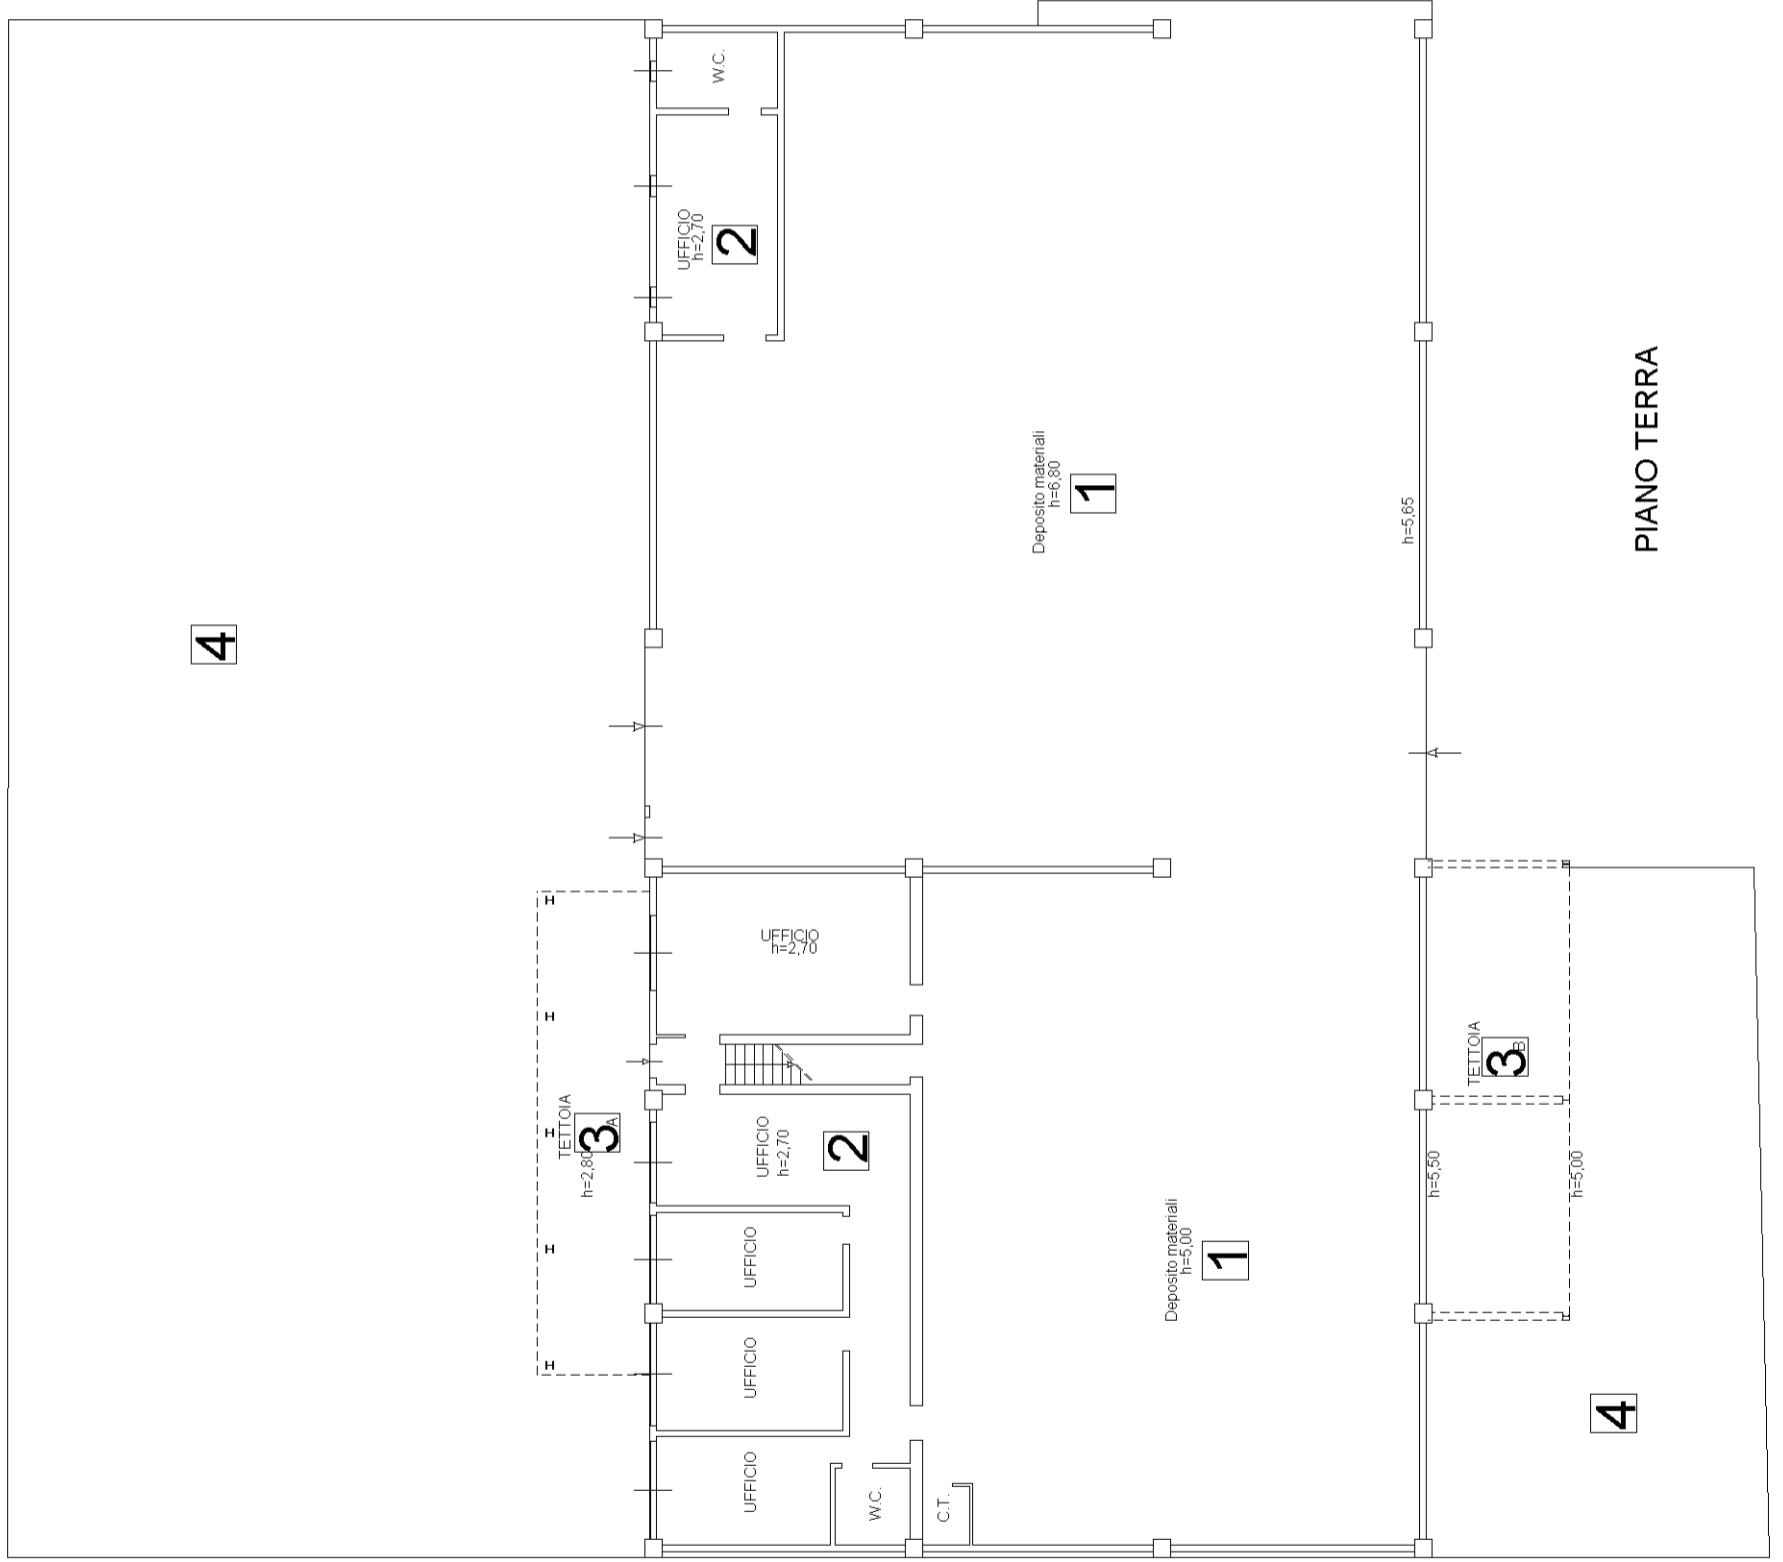 W.C.
UFFICIO
h=2,70
2
4
Deposito materiali
h=6,80
1
h=5,65
PIANO TERRA
UFFICIO
h=2,70
TETTOIA
3A
h=2,80
UFFICIO
h=2,70
2
TETTOIA
3B
h=5,50
h=5,00
UFFICIO
UFFICIO
UFFICIO
W.C.
C.T.
Deposito materiali
h=5,00
1
4